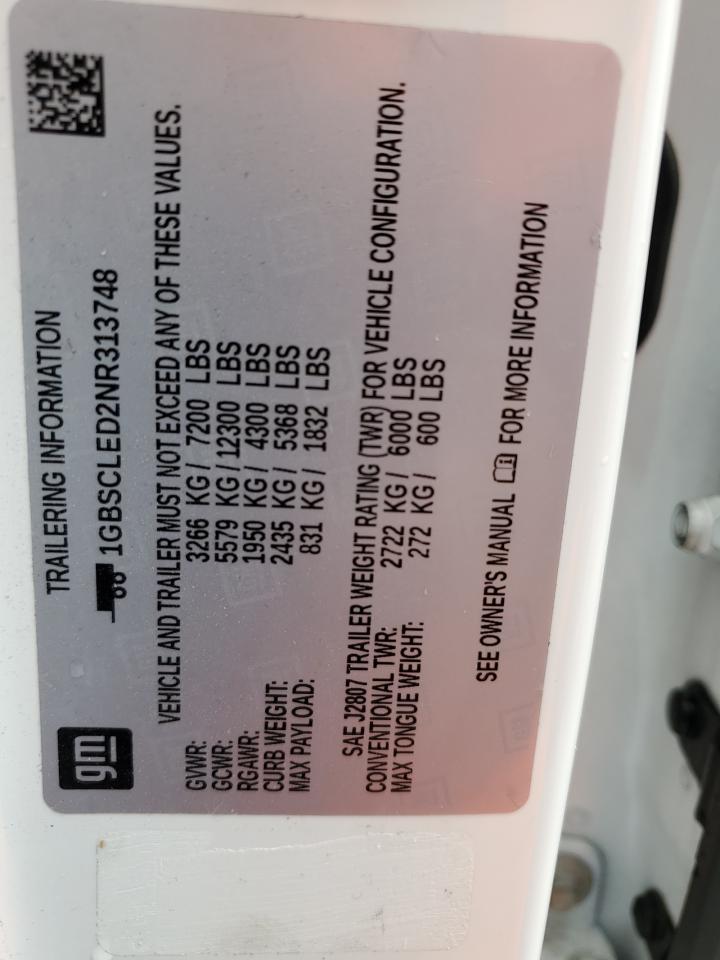 gm
TRAILERING INFORMATION
1GBSCLED2NR313748
VEHICLE AND TRAILER MUST NOT EXCEED ANY OF THESE VALUES.
GVWR: 3266 KG / 7200 LBS
GCWR: 5579 KG / 12300 LBS
RGAWR: 1950 KG / 4300 LBS
CURB WEIGHT: 2435 KG / 5368 LBS
MAX PAYLOAD: 831 KG / 1832 LBS
SAE J2807 TRAILER WEIGHT RATING (TWR) FOR VEHICLE CONFIGURATION.
CONVENTIONAL TWR: 2722 KG / 6000 LBS
MAX TONGUE WEIGHT: 272 KG / 600 LBS
SEE OWNER'S MANUAL FOR MORE INFORMATION